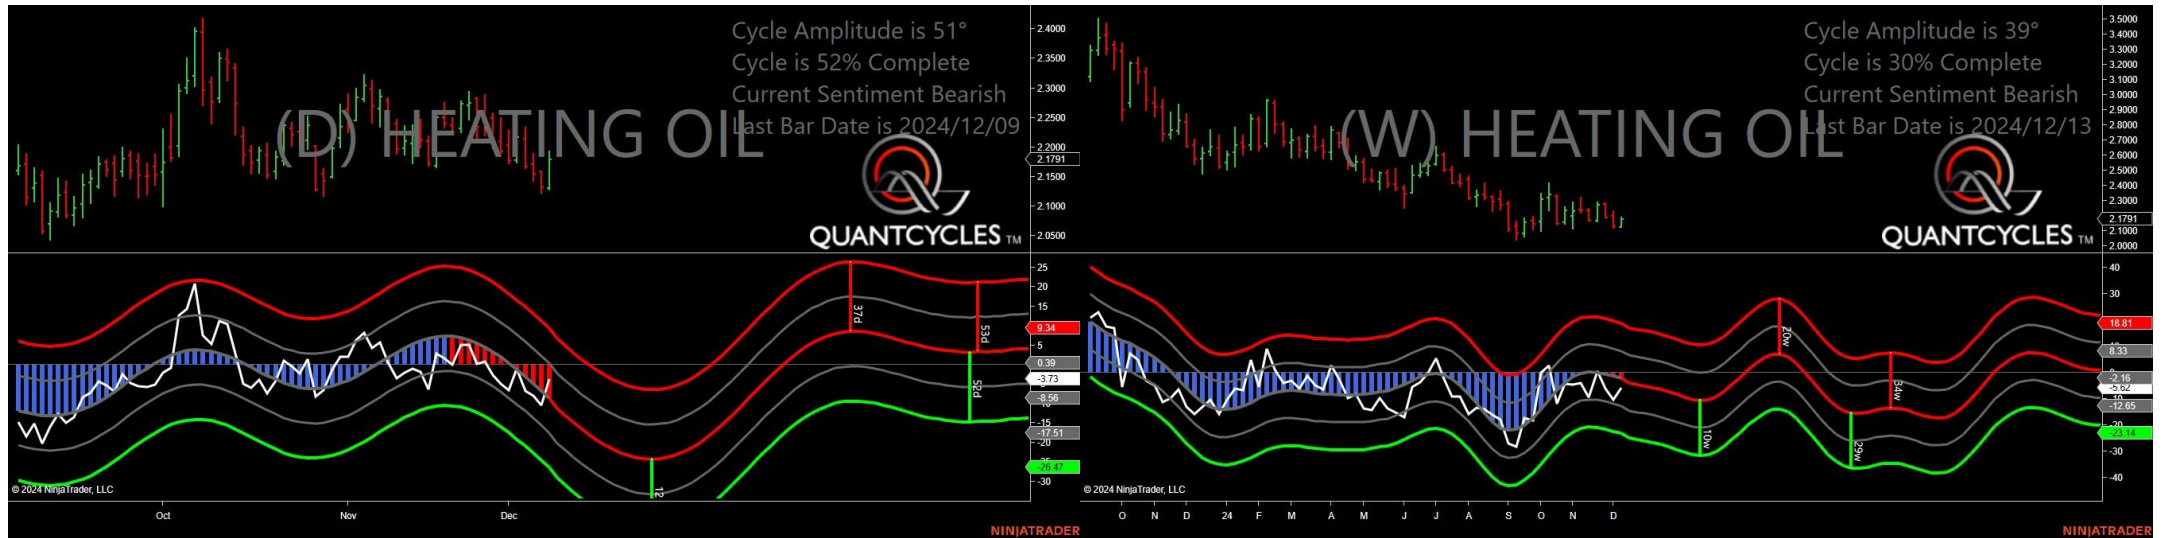 Cycle Amplitude is 51°
Cycle is 52% Complete
Current Sentiment Bearish
Last Bar Date is 2024/12/09
(D) HEATING OIL
QUANTCYCLES TM
2.4000
2.3500
2.3000
2.2500
2.2000
2.1791
2.1500
2.1000
2.0500
25
20
15
9.34
5
0.39
-3.73
-8.56
-15
-17.51
-20
-26.47
-30
37d
53d
52d
12
© 2024 NinjaTrader, LLC
Oct Nov Dec
NINJATRADER
Cycle Amplitude is 39°
Cycle is 30% Complete
Current Sentiment Bearish
Last Bar Date is 2024/12/13
(W) HEATING OIL
QUANTCYCLES TM
3.5000
3.4000
3.3000
3.2000
3.1000
3.0000
2.9000
2.8000
2.7000
2.6000
2.5000
2.4000
2.3000
2.1791
2.1000
2.0000
40
30
18.81
8.33
-2.16
-5.62
-12.65
-20
-23.14
-30
-40
20w
34w
10w
29w
© 2024 NinjaTrader, LLC
O N D 24 F M A M J J A S O N D
NINJATRADER